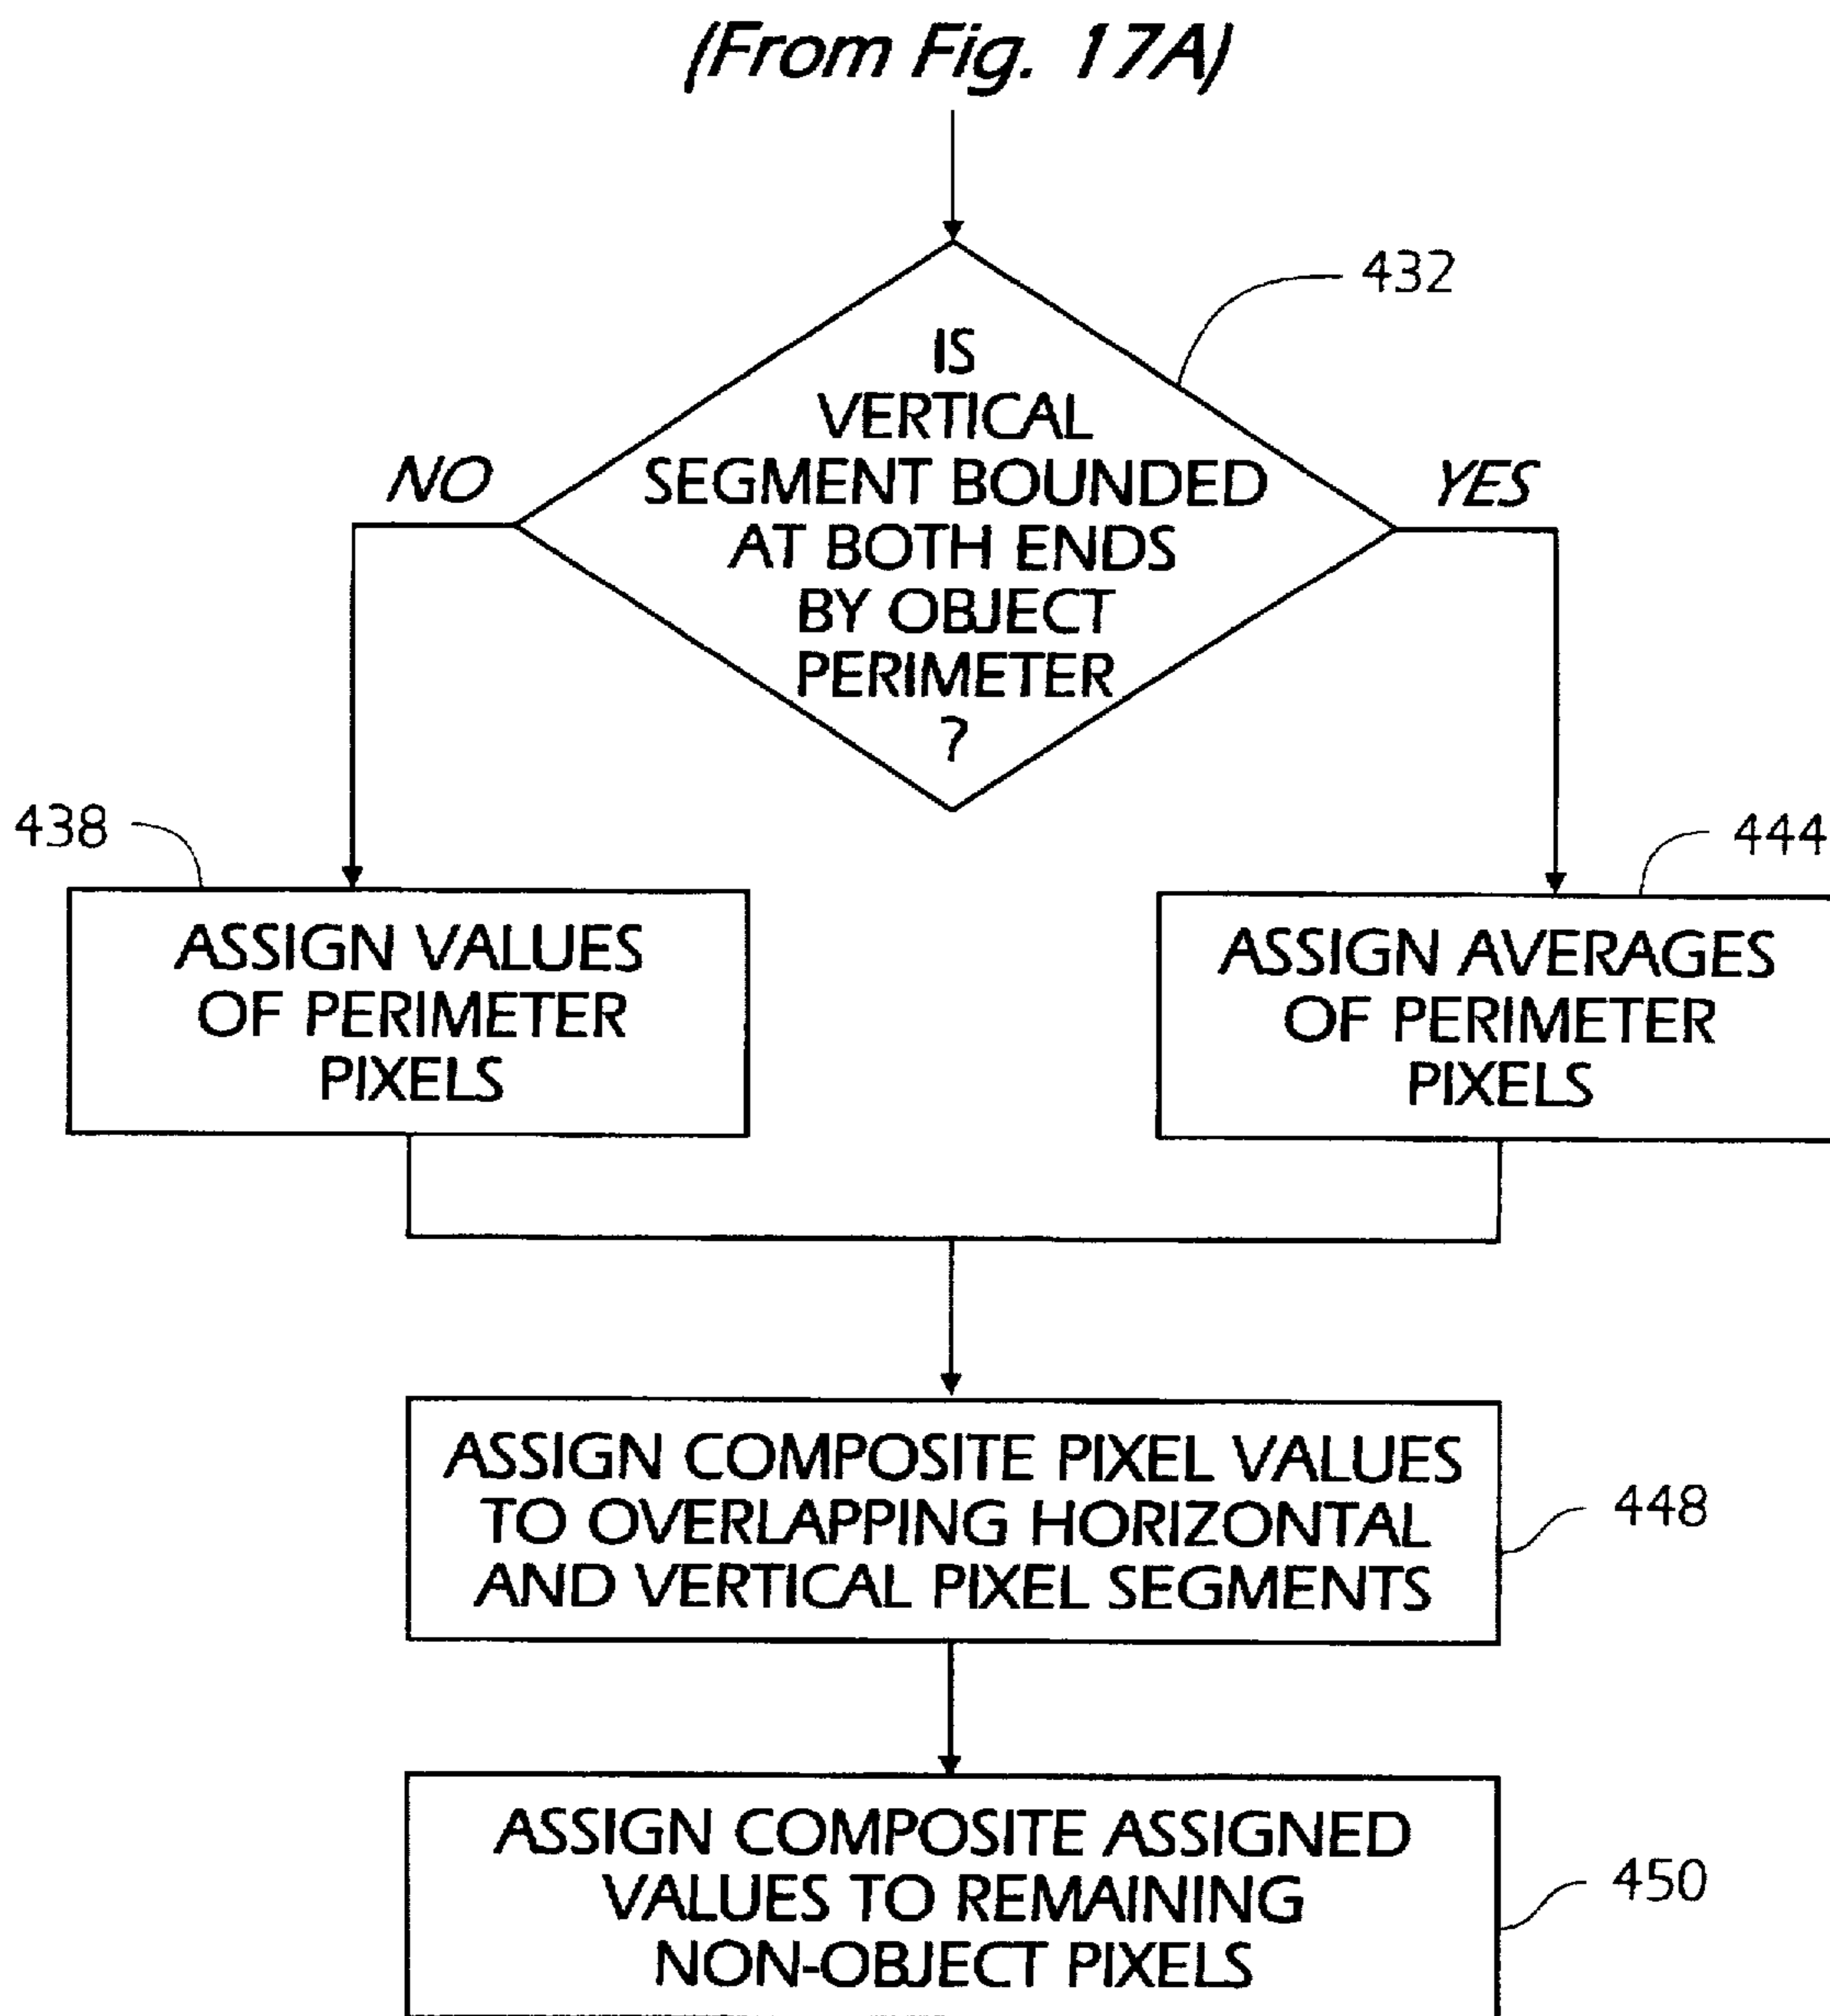 (From Fig. 17A)
432
IS
VERTICAL
SEGMENT BOUNDED
AT BOTH ENDS
BY OBJECT
PERIMETER
?
NO
YES
438
444
ASSIGN VALUES
OF PERIMETER
PIXELS
ASSIGN AVERAGES
OF PERIMETER
PIXELS
ASSIGN COMPOSITE PIXEL VALUES
TO OVERLAPPING HORIZONTAL
AND VERTICAL PIXEL SEGMENTS
448
ASSIGN COMPOSITE ASSIGNED
VALUES TO REMAINING
NON-OBJECT PIXELS
450